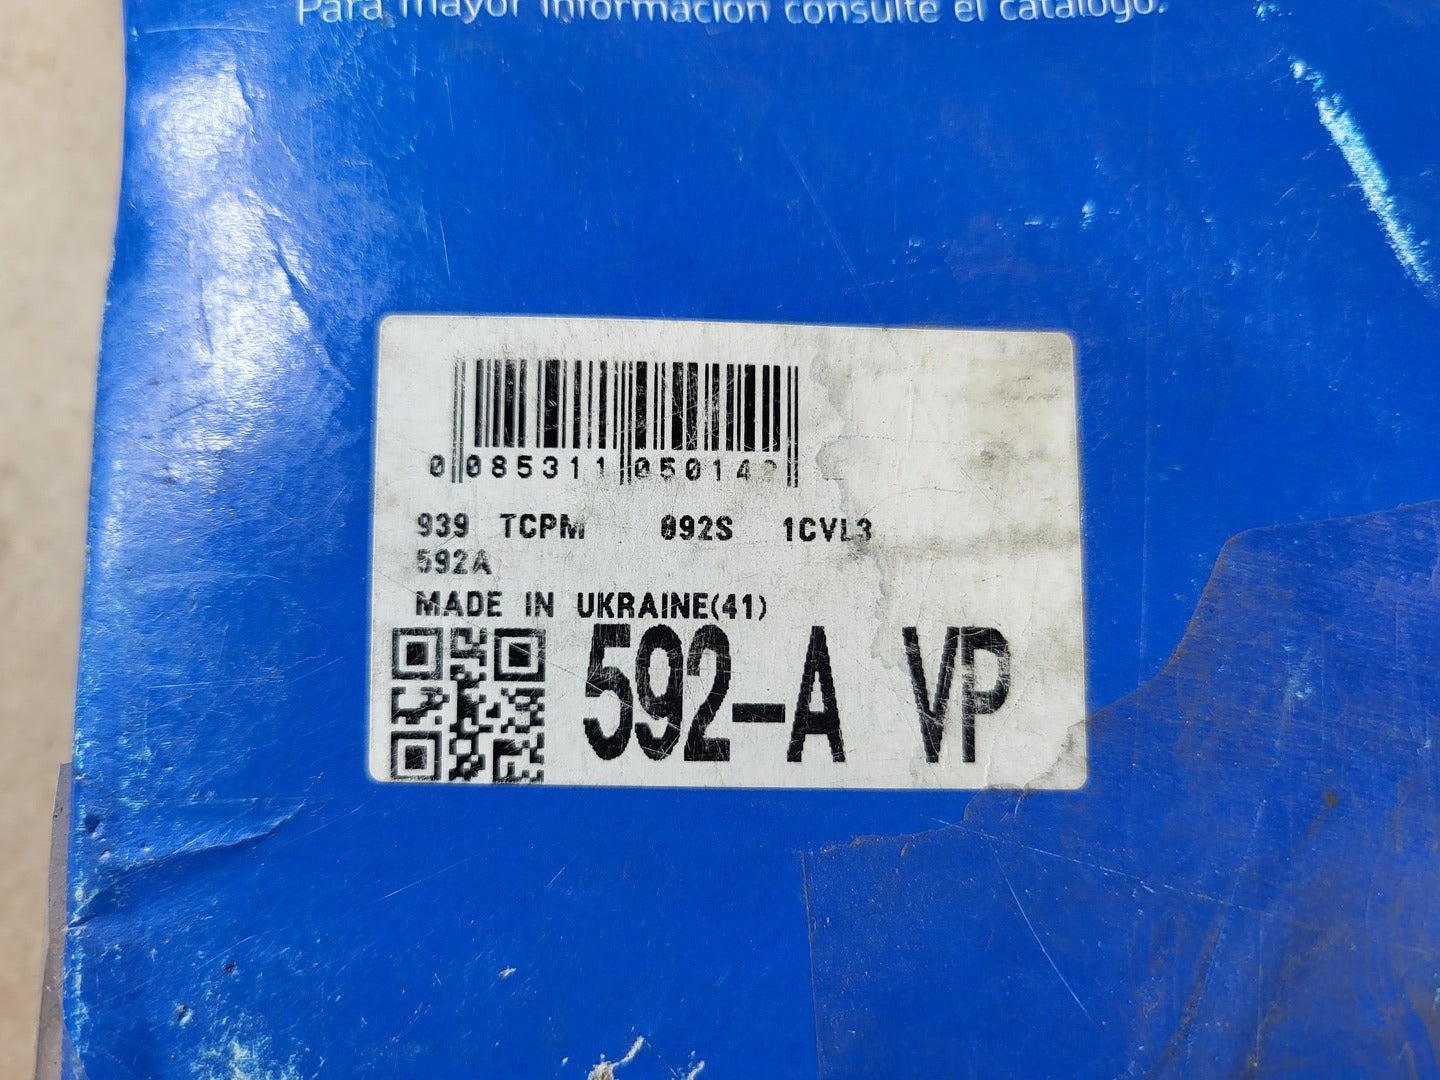 Para mayor información consulte el catálogo.
0 085311 05014
939 TCPM 092S 1CVL3
592A
MADE IN UKRAINE(41)
592-A VP